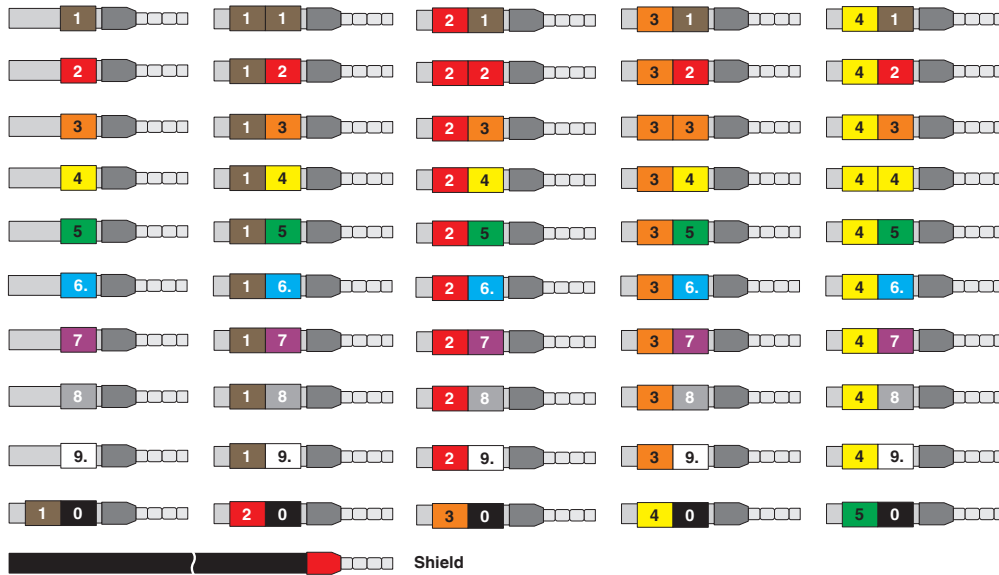 1 1 1 2 1 3 1 4 1
2 1 2 2 2 3 2 4 2
3 1 3 2 3 3 3 4 3
4 1 4 2 4 3 4 4 4
5 1 5 2 5 3 5 4 5
6. 1 6. 2 6. 3 6. 4 6.
7 1 7 2 7 3 7 4 7
8 1 8 2 8 3 8 4 8
9. 1 9. 2 9. 3 9. 4 9.
1 0 2 0 3 0 4 0 5 0
Shield